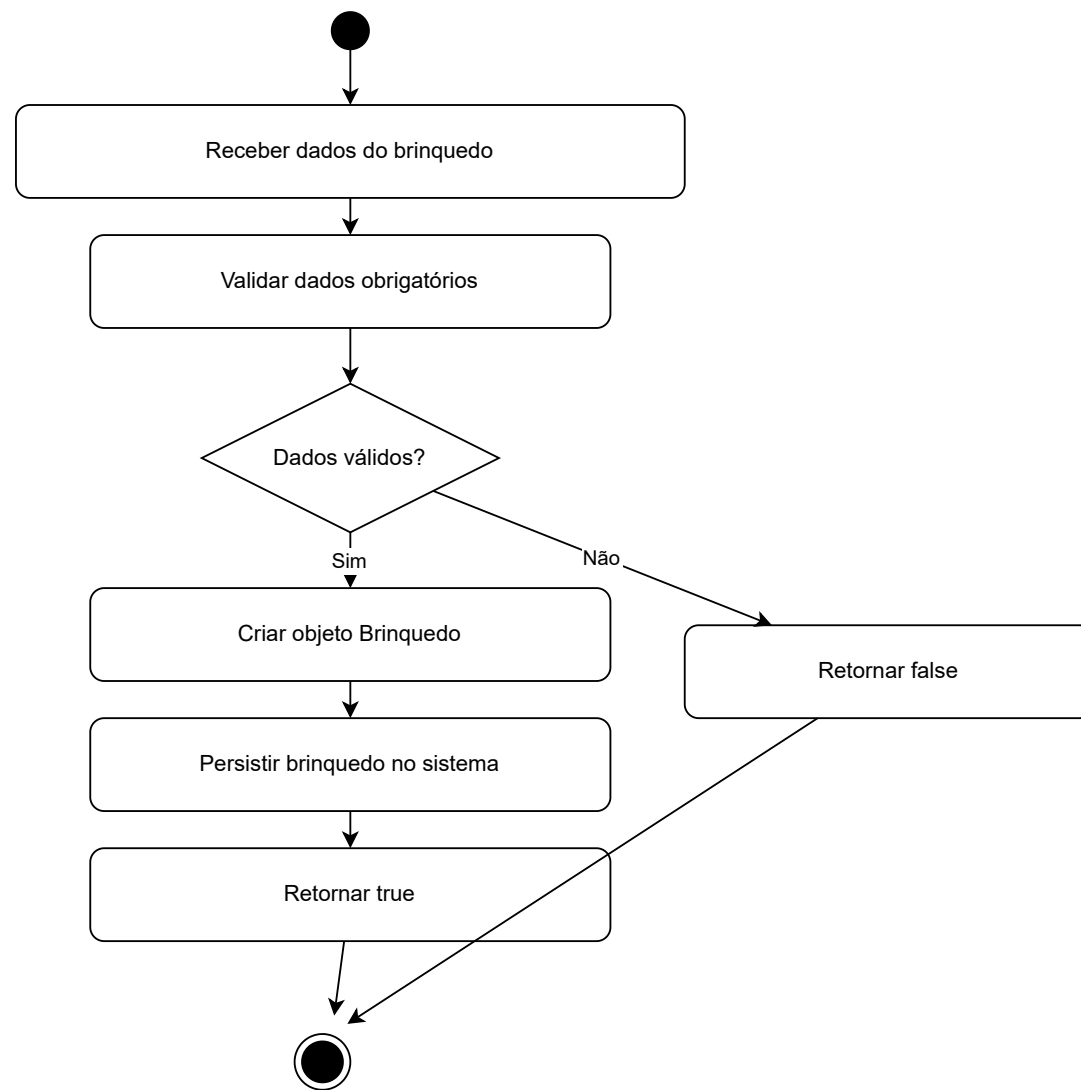 Receber dados do brinquedo
Validar dados obrigatórios
Dados válidos?
Sim
Não
Criar objeto Brinquedo
Retornar false
Persistir brinquedo no sistema
Retornar true